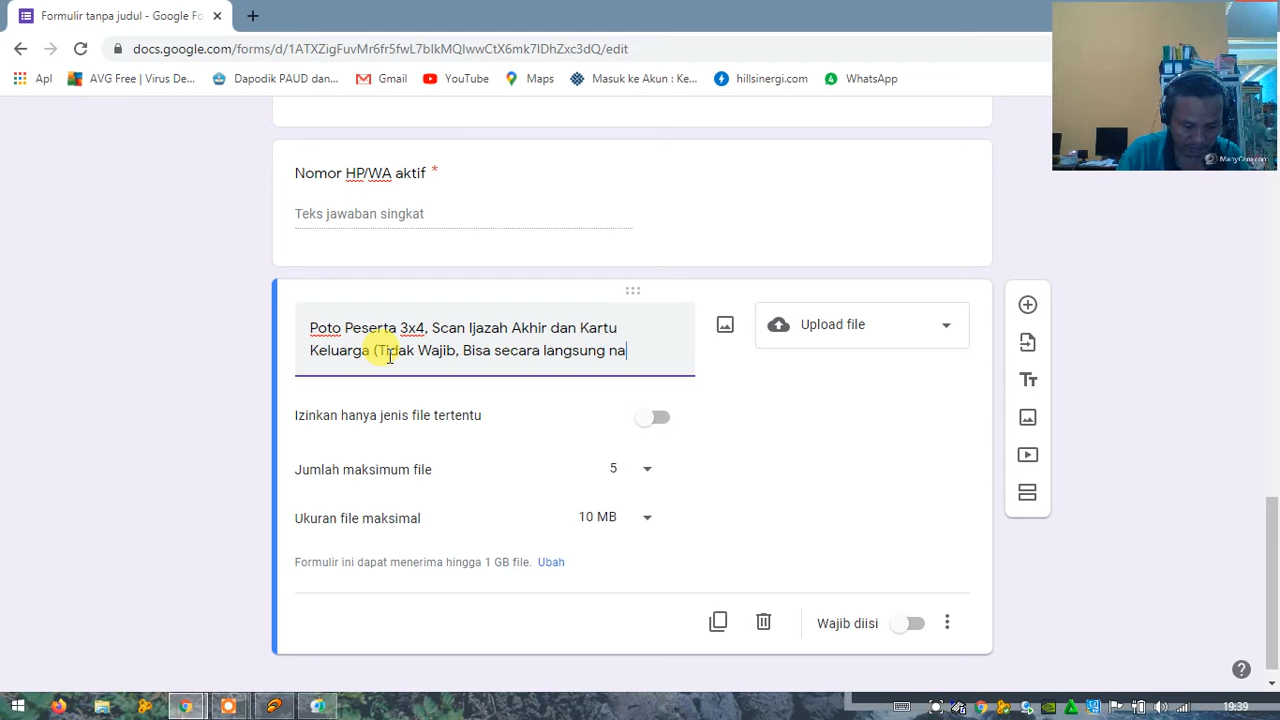 Formulir tanpa judul - Google Fo
docs.google.com/forms/d/1ATXZigFuvMr6fr5fwL7blkMQIwwCtX6mk7lDhZxc3dQ/edit
Apl
AVG Free | Virus De...
Dapodik PAUD dan...
Gmail
YouTube
Maps
Masuk ke Akun : Ke...
hillsinergi.com
WhatsApp
ManyCam.com
Nomor HP/WA aktif *
Teks jawaban singkat
Poto Peserta 3x4, Scan Ijazah Akhir dan Kartu
Keluarga (Tidak Wajib, Bisa secara langsung na
Upload file
Izinkan hanya jenis file tertentu
Jumlah maksimum file
5
Ukuran file maksimal
10 MB
Formulir ini dapat menerima hingga 1 GB file. Ubah
Wajib diisi
19:39